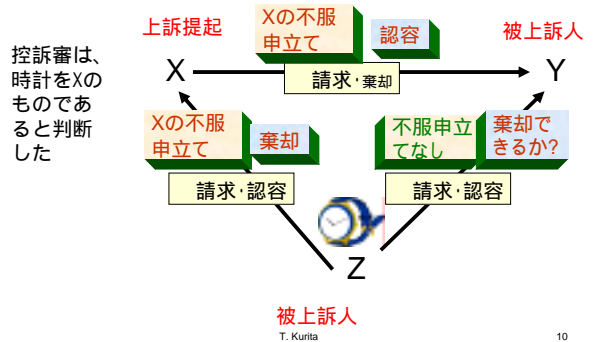 上訴提起
Xの不服
申立て
認容
被上訴人
控訴審は、
時計をXの
ものであ
ると判断
した
X
Y
請求・棄却
Xの不服
申立て
棄却
不服申立
てなし
棄却で
きるか?
請求・認容
請求・認容
Z
被上訴人
T. Kurita
10